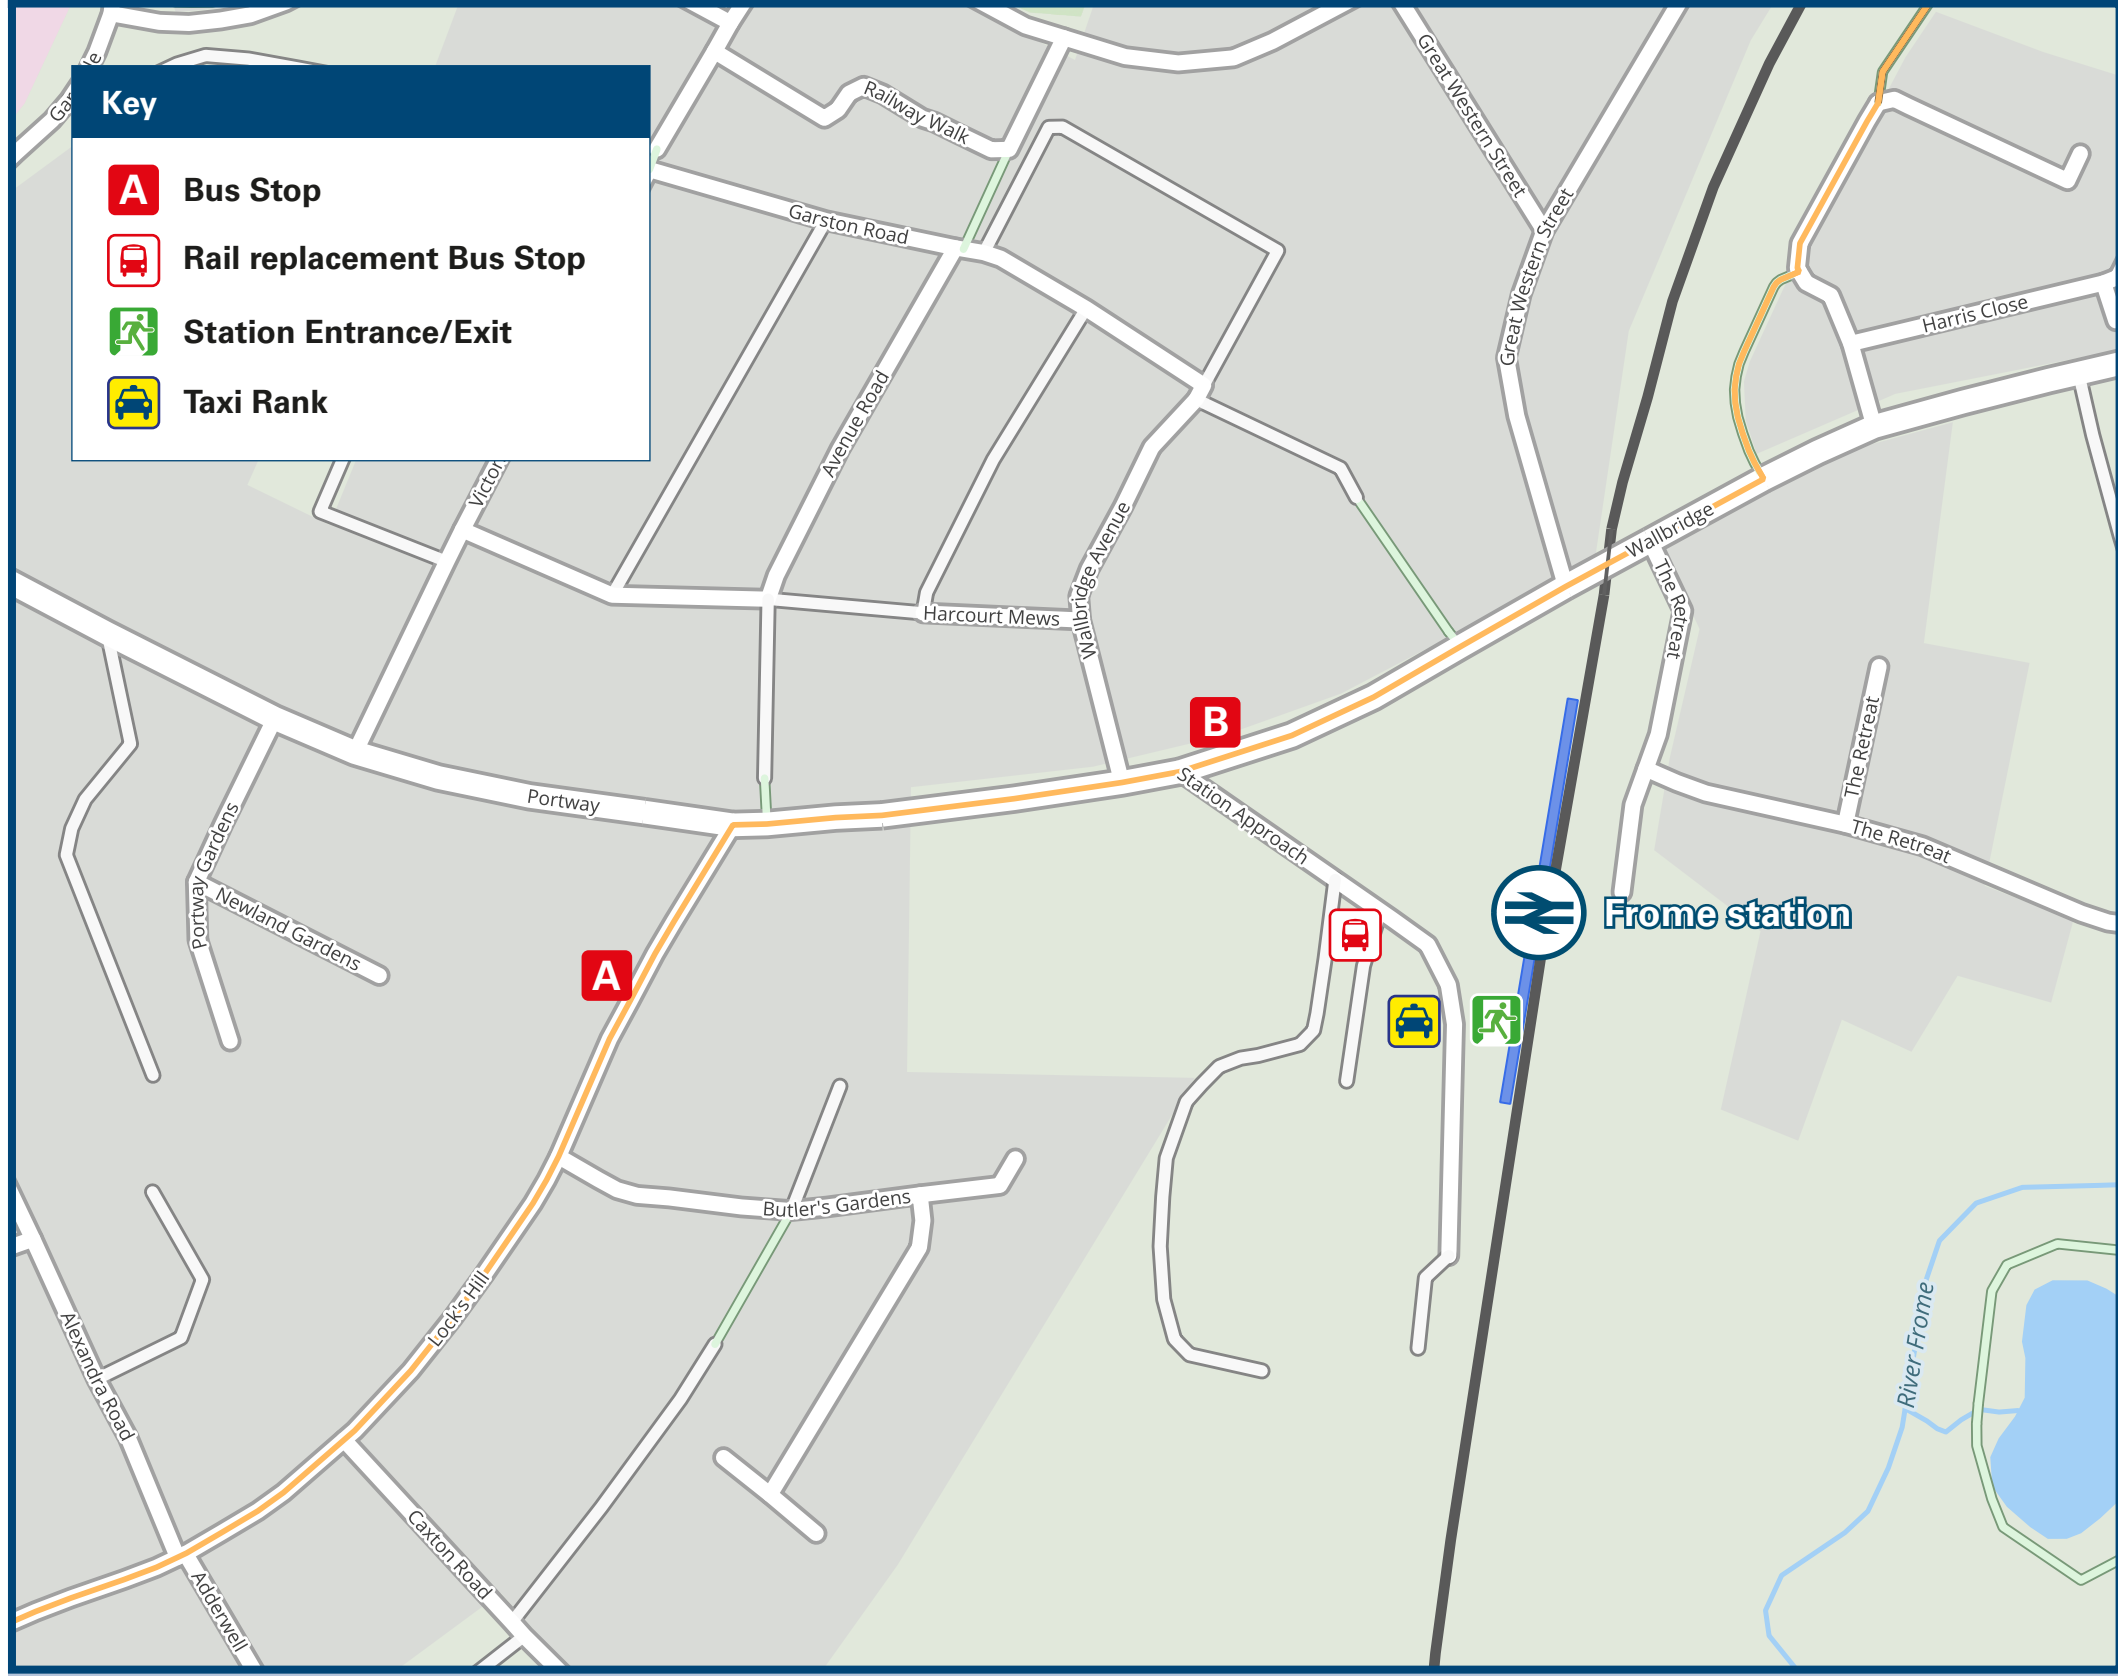 Key
A
Bus Stop
Rail replacement Bus Stop
Station Entrance/Exit
Taxi Rank
Railway Walk
Garston Road
Great Western Street
Great Western Street
Harris Close
Avenue Road
Wallbridge Avenue
Harcourt Mews
Wallbridge
The Retreat
The Retreat
The Retreat
B
Portway
Station Approach
Portway Gardens
Newland Gardens
A
Frome station
Butler's Gardens
Lock's Hill
Alexandra Road
River Frome
Caxton Road
Adderwell